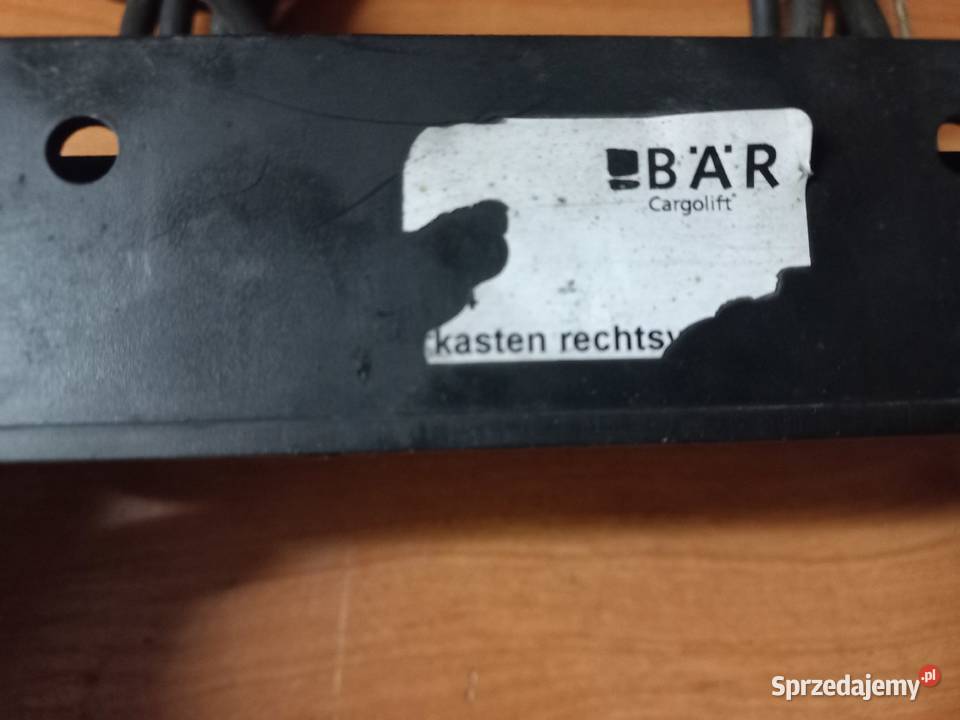 BÄR
Cargolift
kasten rechts
Sprzedajemy.pl